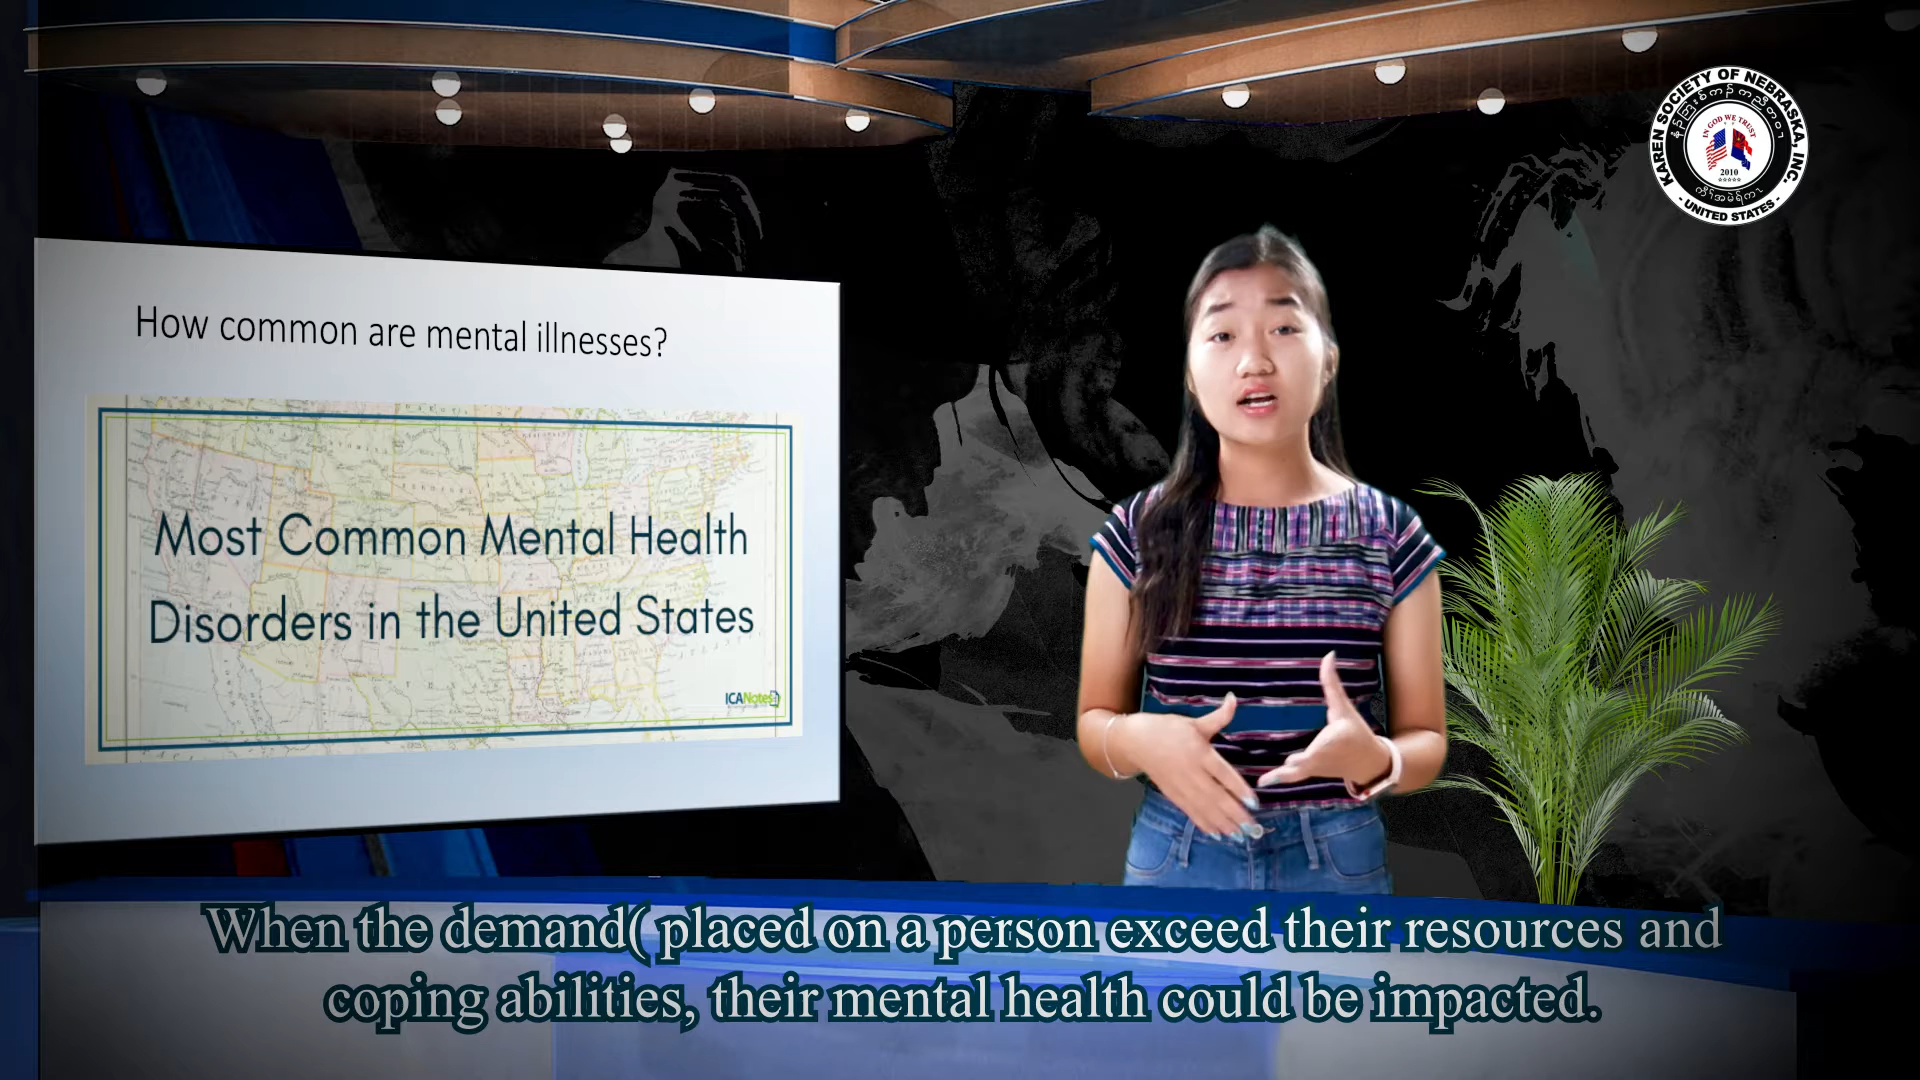 KAREN SOCIETY OF NEBRASKA, INC.
IN GOD WE TRUST
2010
- UNITED STATES -
How common are mental illnesses?
Most Common Mental Health
Disorders in the United States
ICANotes
When the demand( placed on a person exceed their resources and
coping abilities, their mental health could be impacted.